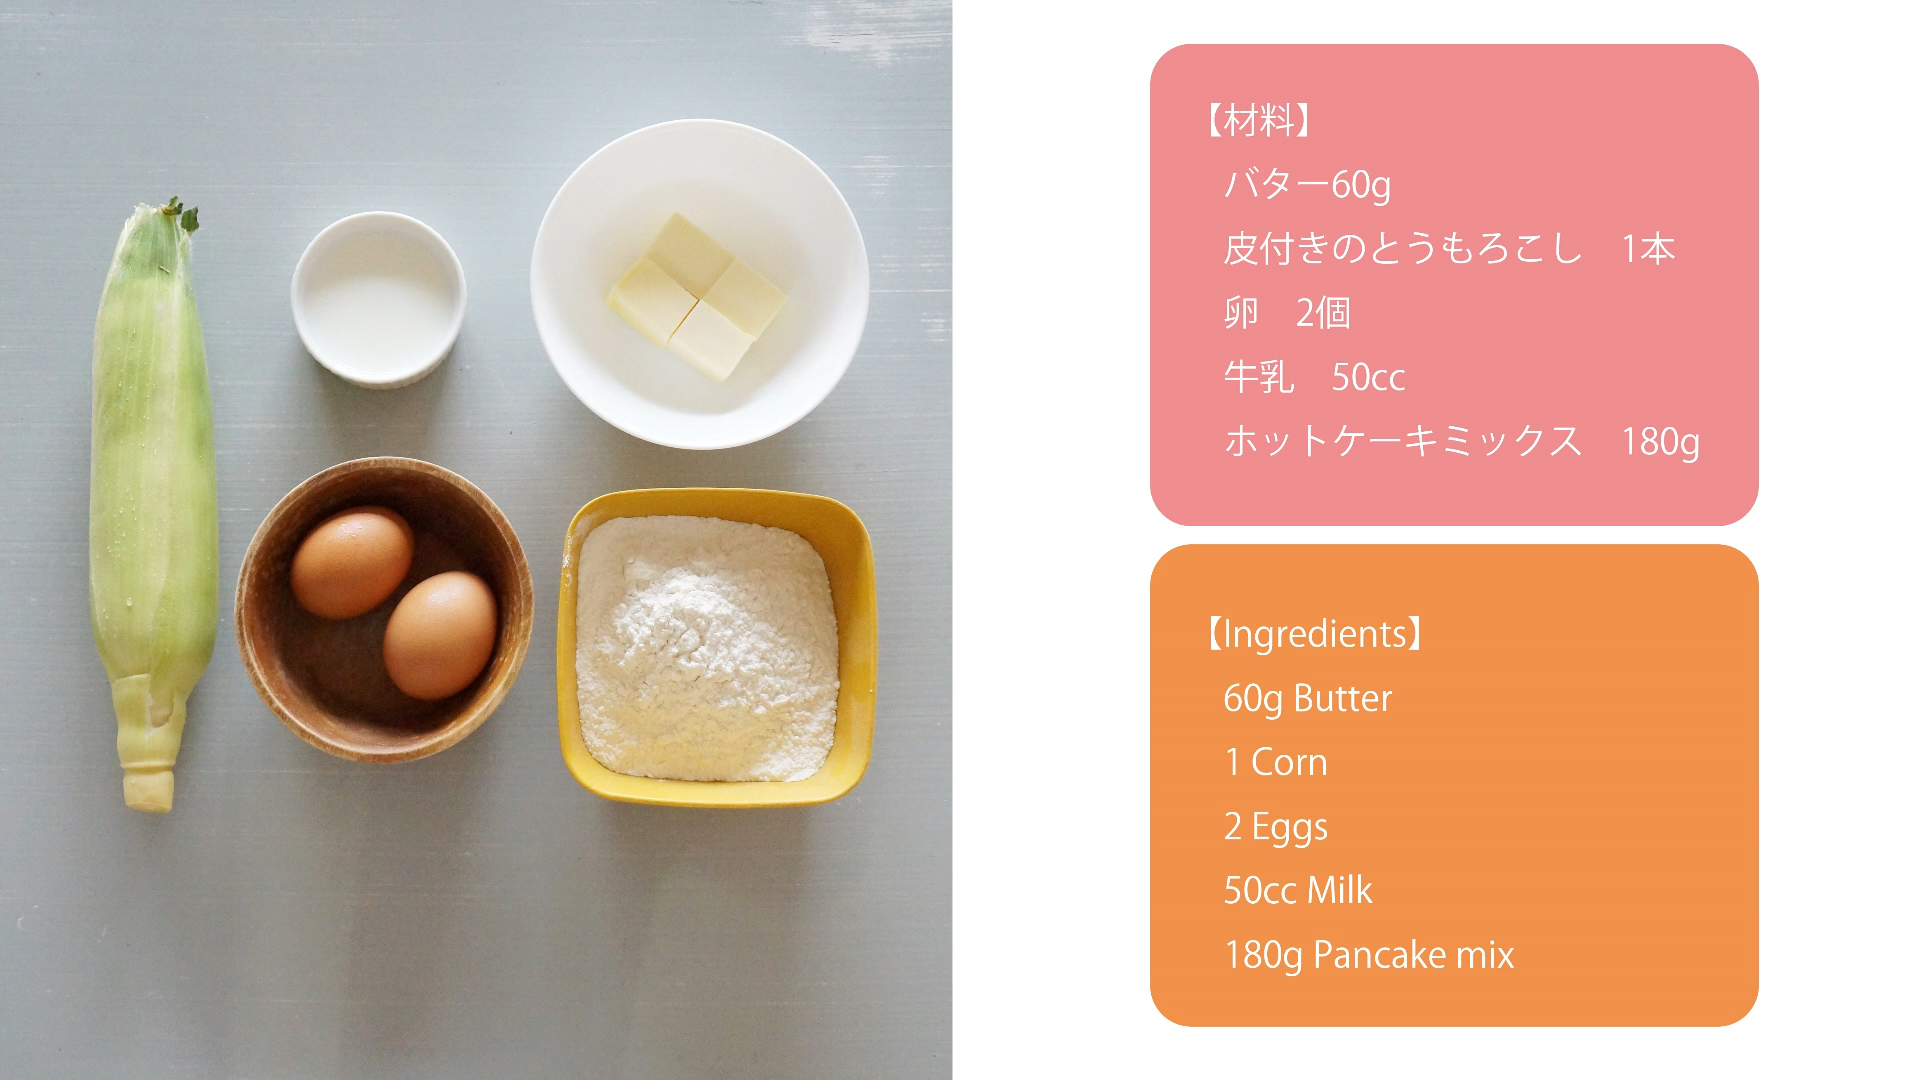 【材料】
バター60g
皮付きのとうもろこし　1本
卵　2個
牛乳　50cc
ホットケーキミックス　180g
【Ingredients】
60g Butter
1 Corn
2 Eggs
50cc Milk
180g Pancake mix